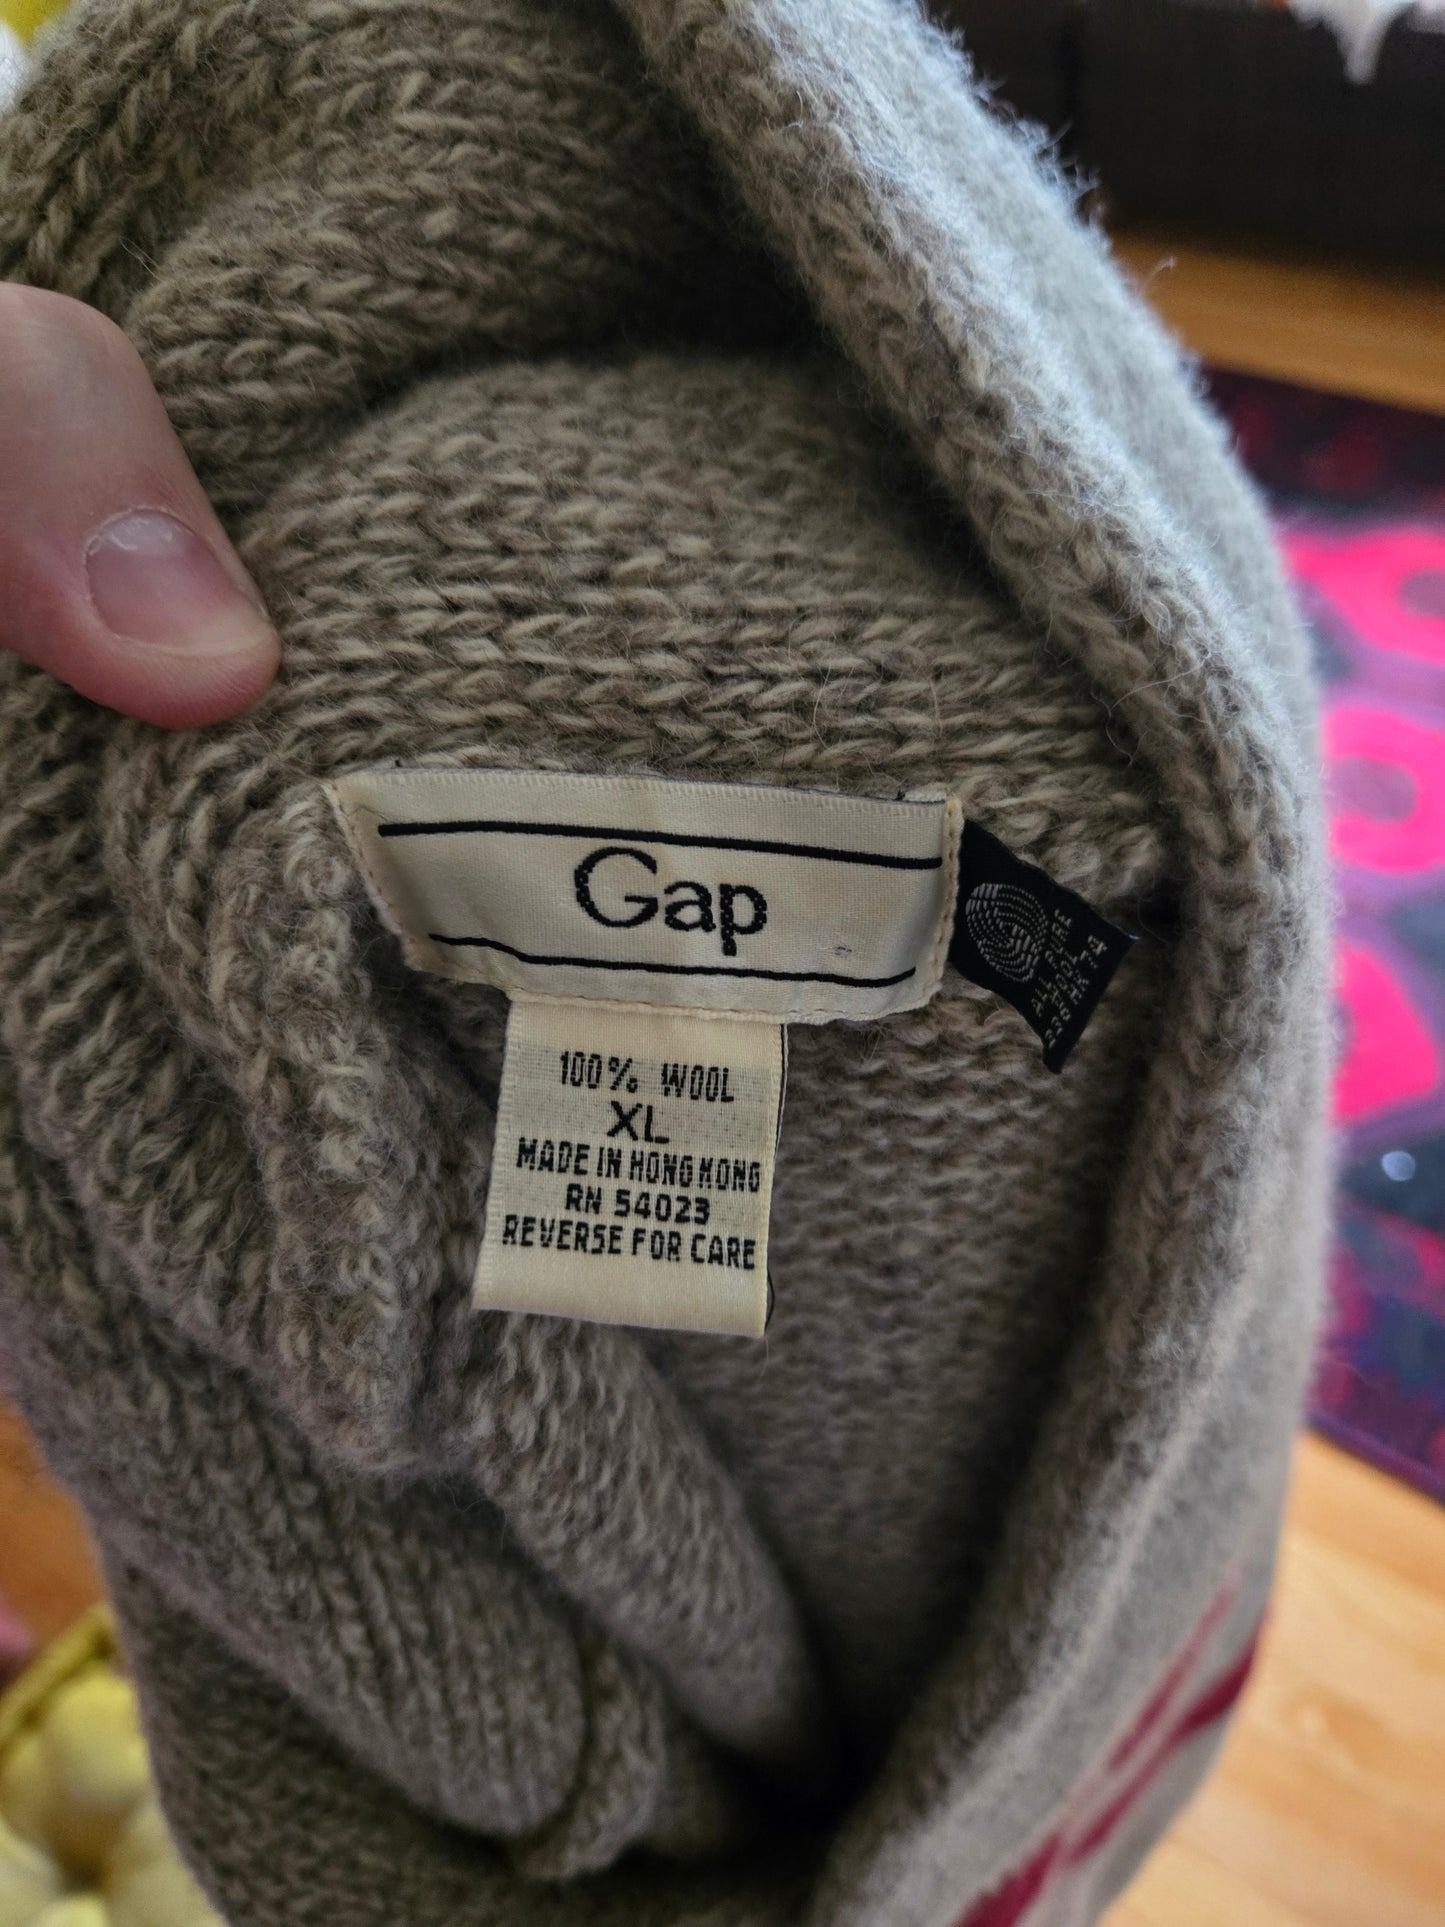 Gap
100% WOOL
XL
MADE IN HONG KONG
RN 54023
REVERSE FOR CARE